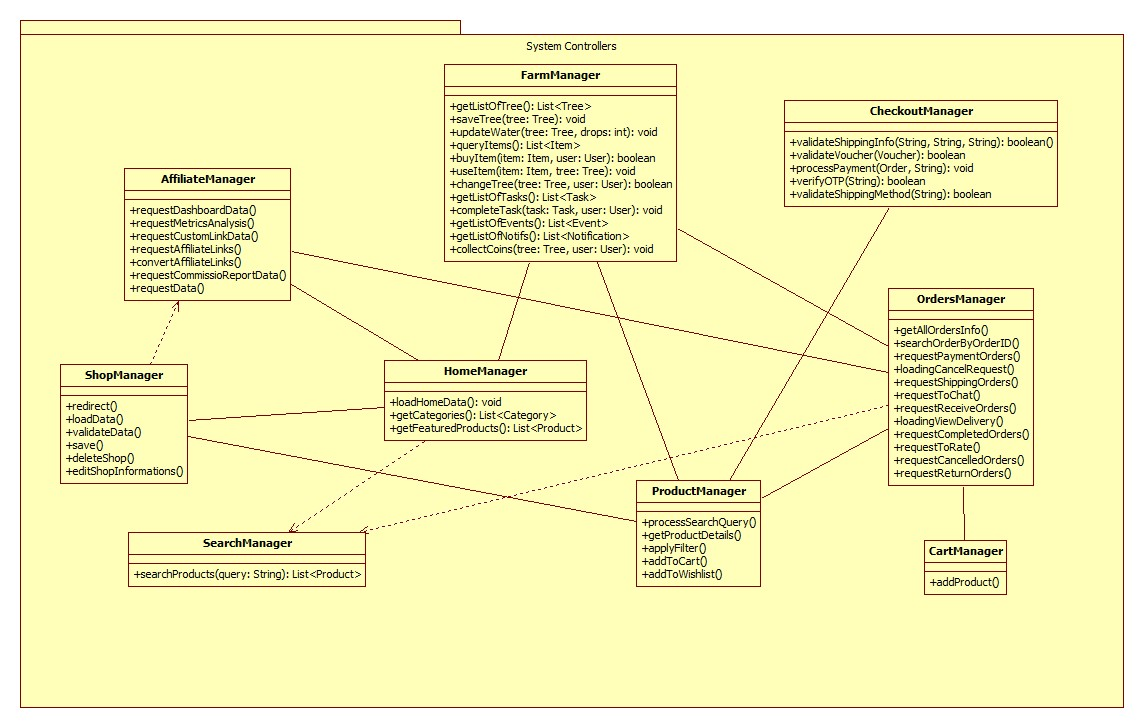 System Controllers
FarmManager
+getListOfTree(): List<Tree>
+saveTree(tree: Tree): void
+updateWater(tree: Tree, drops: int): void
+queryItems(): List<Item>
+buyItem(item: Item, user: User): boolean
+useItem(item: Item, tree: Tree): void
+changeTree(tree: Tree, user: User): boolean
+getListOfTasks(): List<Task>
+completeTask(task: Task, user: User): void
+getListOfEvents(): List<Event>
+getListOfNotifs(): List<Notification>
+collectCoins(tree: Tree, user: User): void
CheckoutManager
+validateShippingInfo(String, String, String): boolean()
+validateVoucher(Voucher): boolean
+processPayment(Order, String): void
+verifyOTP(String): boolean
+validateShippingMethod(String): boolean
AffiliateManager
+requestDashboardData()
+requestMetricsAnalysis()
+requestCustomLinkData()
+requestAffiliateLinks()
+convertAffiliateLinks()
+requestCommissioReportData()
+requestData()
OrdersManager
+getAllOrdersInfo()
+searchOrderByOrderID()
+requestPaymentOrders()
+loadingCancelRequest()
+requestShippingOrders()
+requestToChat()
+requestReceiveOrders()
+loadingViewDelivery()
+requestCompletedOrders()
+requestToRate()
+requestCancelledOrders()
+requestReturnOrders()
ShopManager
+redirect()
+loadData()
+validateData()
+save()
+deleteShop()
+editShopInformations()
HomeManager
+loadHomeData(): void
+getCategories(): List<Category>
+getFeaturedProducts(): List<Product>
ProductManager
+processSearchQuery()
+getProductDetails()
+applyFilter()
+addToCart()
+addToWishlist()
SearchManager
+searchProducts(query: String): List<Product>
CartManager
+addProduct()